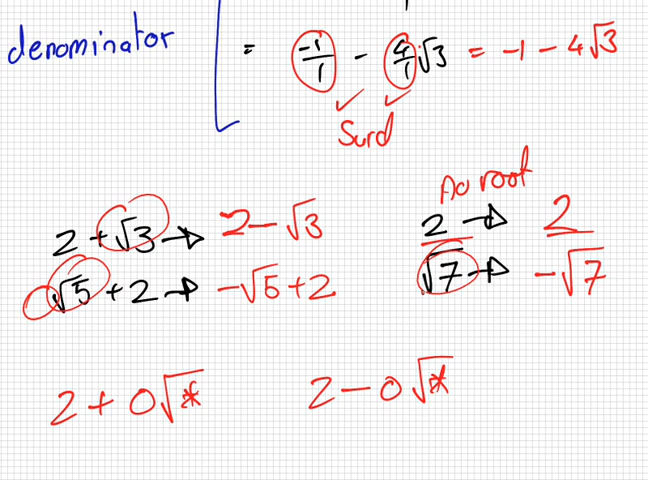 denominator
= -1/1 - 4/1 √3 = -1 - 4√3
Surd
No root
2 + √3 → 2 - √3
2 → 2
√5 + 2 → -√5 + 2
√7 → -√7
2 + 0√* 2 - 0√*